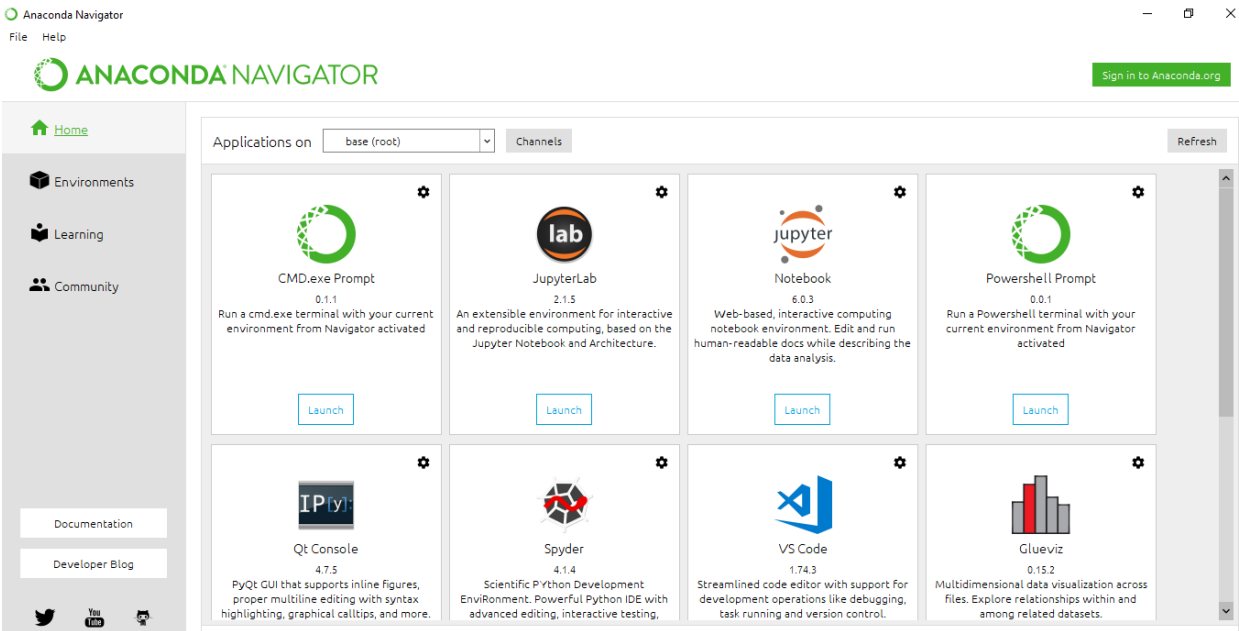 Anaconda Navigator
File Help
ANACONDA NAVIGATOR
Sign in to Anaconda.org
Home
Environments
Learning
Community
Documentation
Developer Blog
You
Tube
Applications on base (root) Channels Refresh
CMD.exe Prompt
0.1.1
Run a cmd.exe terminal with your current
environment from Navigator activated
Launch
lab
JupyterLab
2.1.5
An extensible environment for interactive
and reproducible computing, based on the
Jupyter Notebook and Architecture.
Launch
jupyter
Notebook
6.0.3
Web-based, interactive computing
notebook environment. Edit and run
human-readable docs while describing the
data analysis.
Launch
Powershell Prompt
0.0.1
Run a Powershell terminal with your
current environment from Navigator
activated
Launch
IP[y]:
Qt Console
4.7.5
PyQt GUI that supports inline figures,
proper multiline editing with syntax
highlighting, graphical calltips, and more.
Spyder
4.1.4
Scientific PYthon Development
EnviRonment. Powerful Python IDE with
advanced editing, interactive testing,
VS Code
1.74.3
Streamlined code editor with support for
development operations like debugging,
task running and version control.
Glueviz
0.15.2
Multidimensional data visualization across
files. Explore relationships within and
among related datasets.